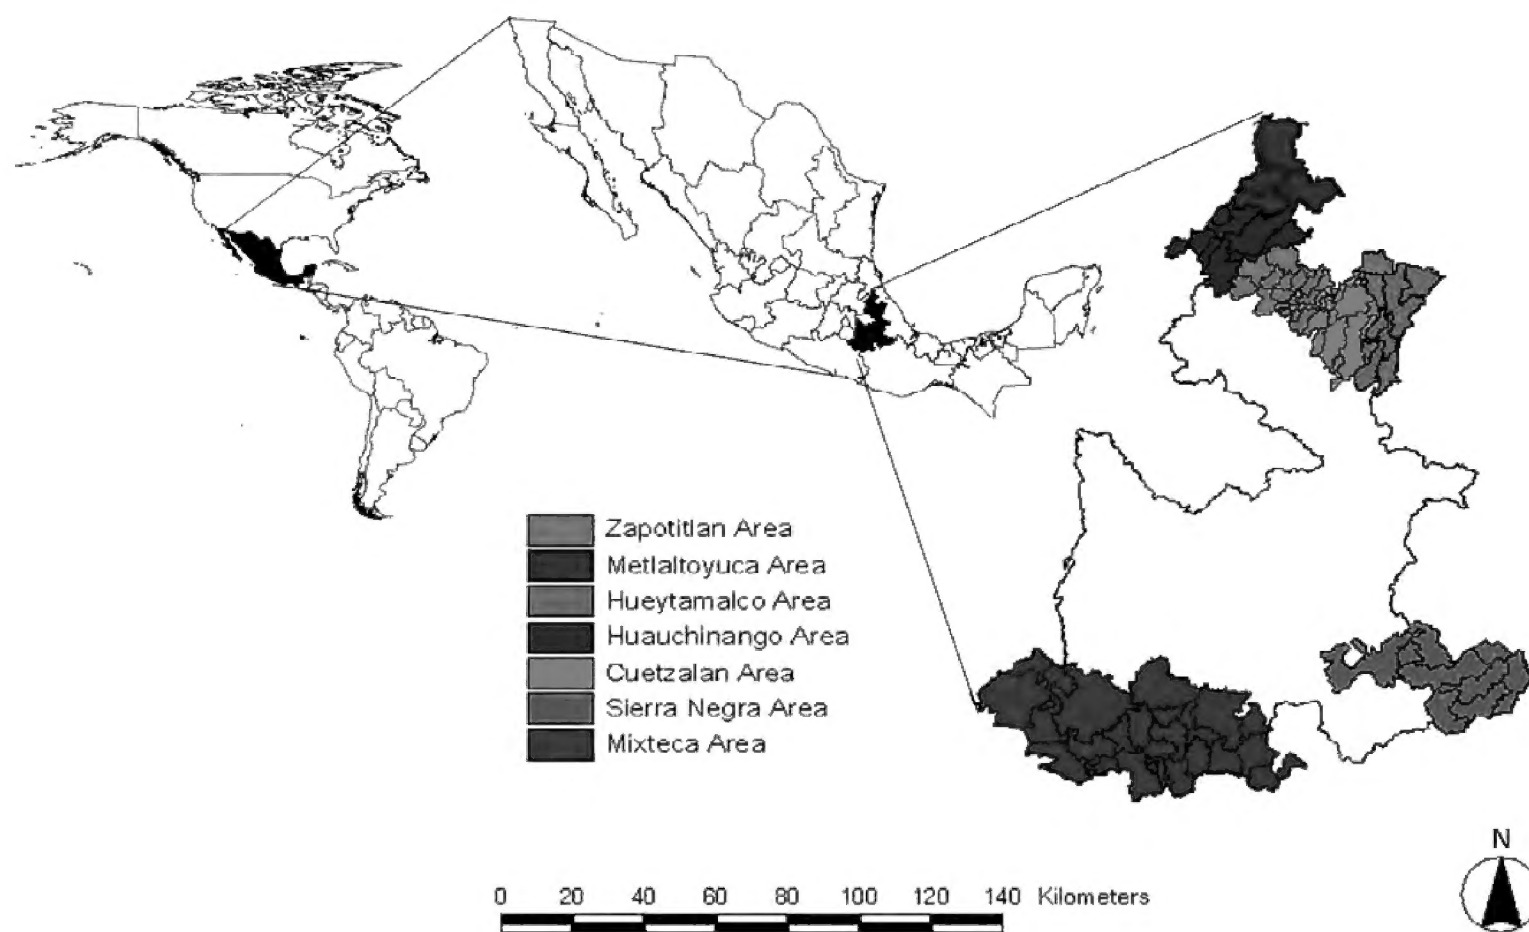 Zapotitlan Area
Metlaltoyuca Area
Hueytamalco Area
Huauchinango Area
Cuetzalan Area
Sierra Negra Area
Mixteca Area
N
0 20 40 60 80 100 120 140 Kilometers